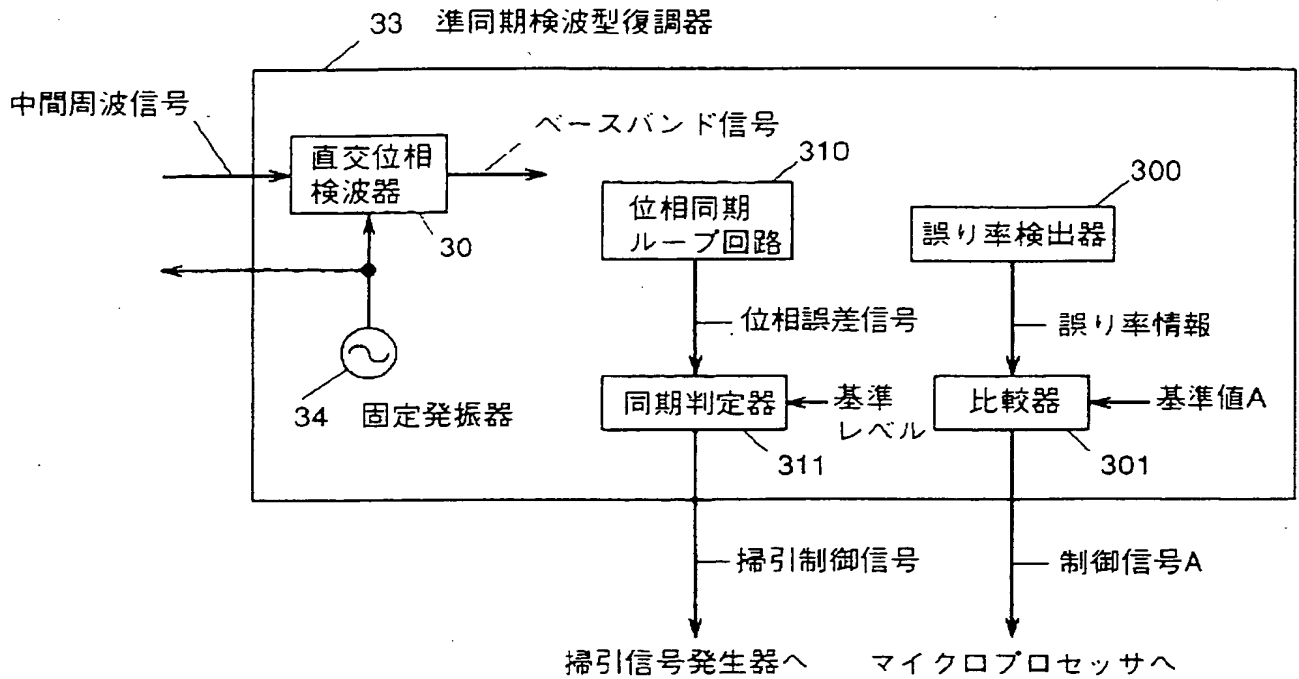 33 準同期検波型復調器
中間周波信号
ベースバンド信号
直交位相
検波器
30
310
位相同期
ループ回路
300
誤り率検出器
位相誤差信号
誤り率情報
34 固定発振器
同期判定器
基準
レベル
311
比較器
基準値A
301
掃引制御信号
制御信号A
掃引信号発生器へ
マイクロプロセッサへ